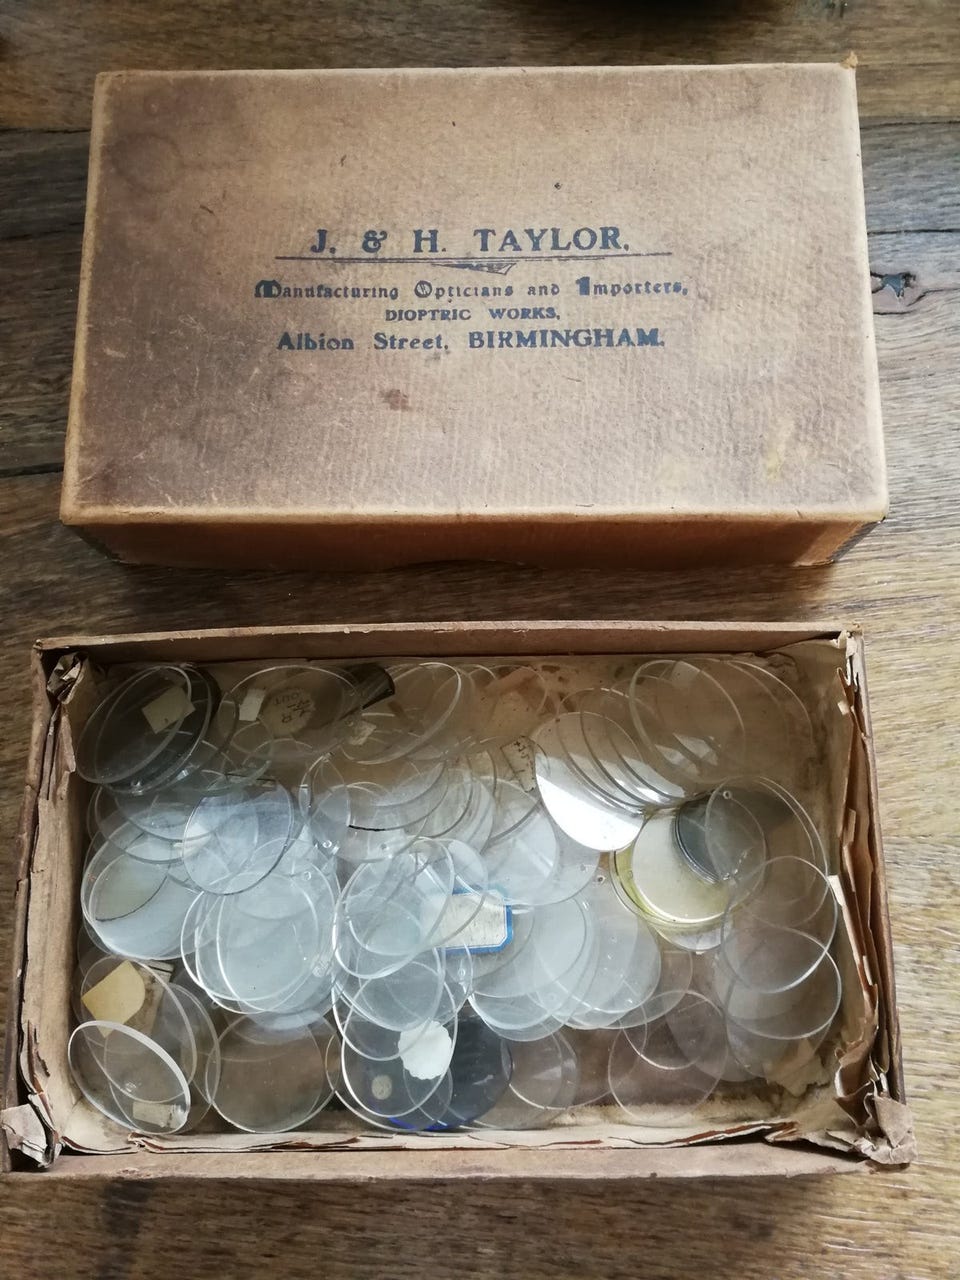 J. & H. TAYLOR,
Manufacturing Opticians and Importers,
DIOPTRIC WORKS,
Albion Street, BIRMINGHAM.